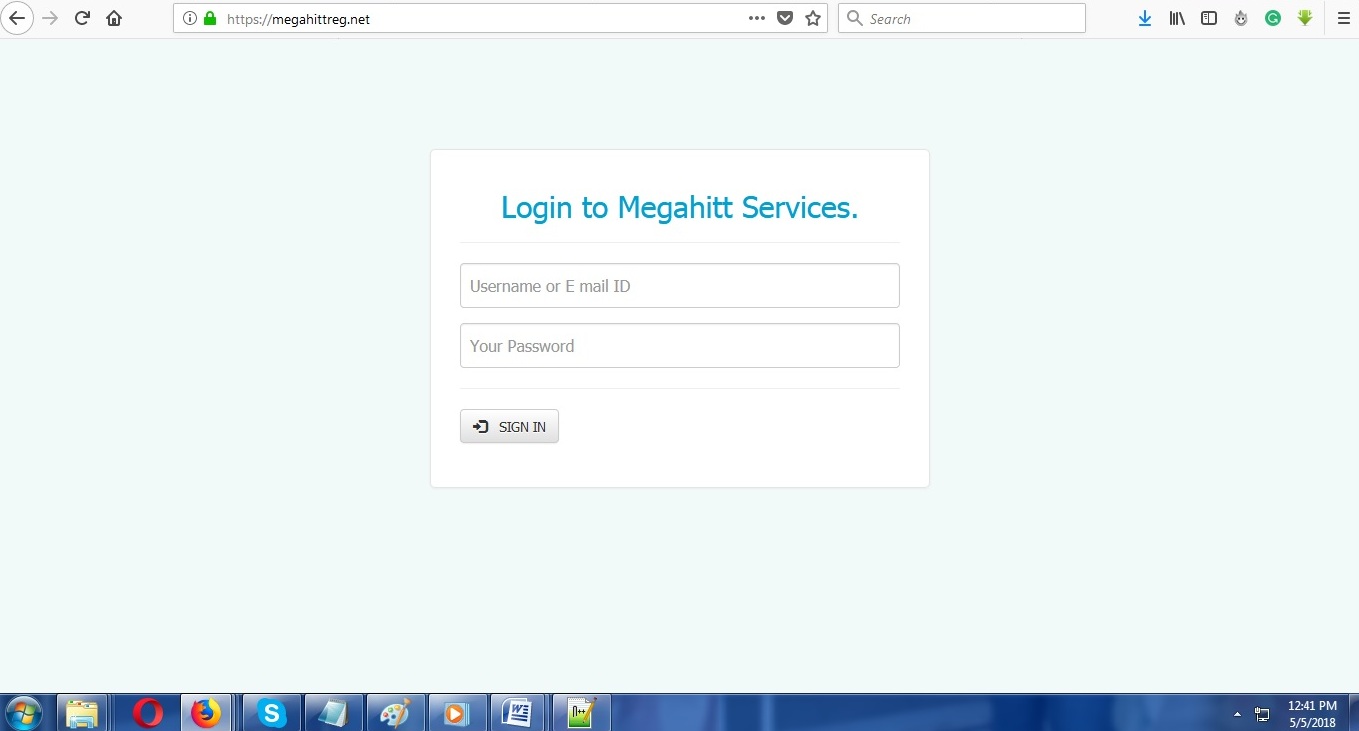 https://megahittreg.net
Search
Login to Megahitt Services.
Username or E mail ID
Your Password
SIGN IN
12:41 PM
5/5/2018